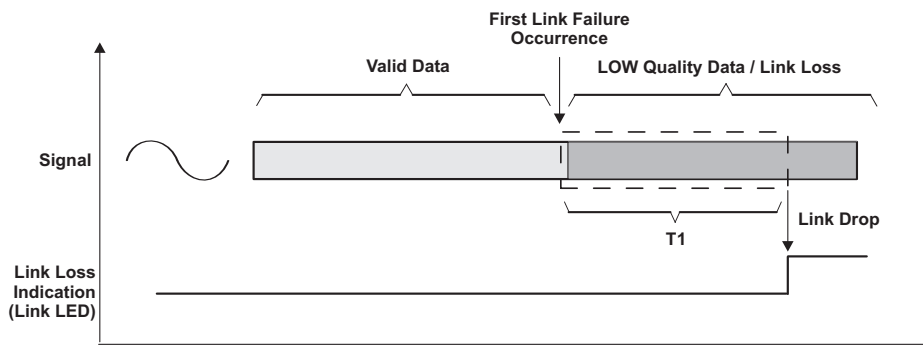 First Link Failure
Occurrence
Valid Data
LOW Quality Data / Link Loss
Signal
T1
Link Drop
Link Loss
Indication
(Link LED)